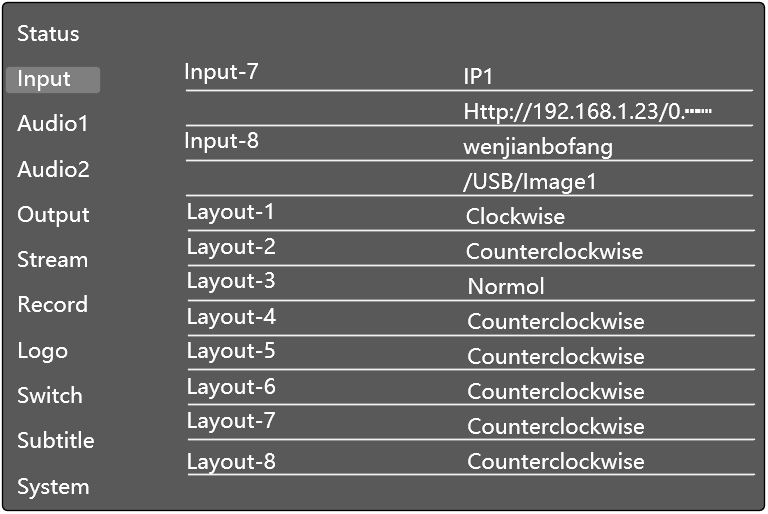 Status
Input
Audio1
Audio2
Output
Stream
Record
Logo
Switch
Subtitle
System
Input-7 IP1
Http://192.168.1.23/0.┅┅
Input-8 wenjianbofang
/USB/Image1
Layout-1 Clockwise
Layout-2 Counterclockwise
Layout-3 Normol
Layout-4 Counterclockwise
Layout-5 Counterclockwise
Layout-6 Counterclockwise
Layout-7 Counterclockwise
Layout-8 Counterclockwise